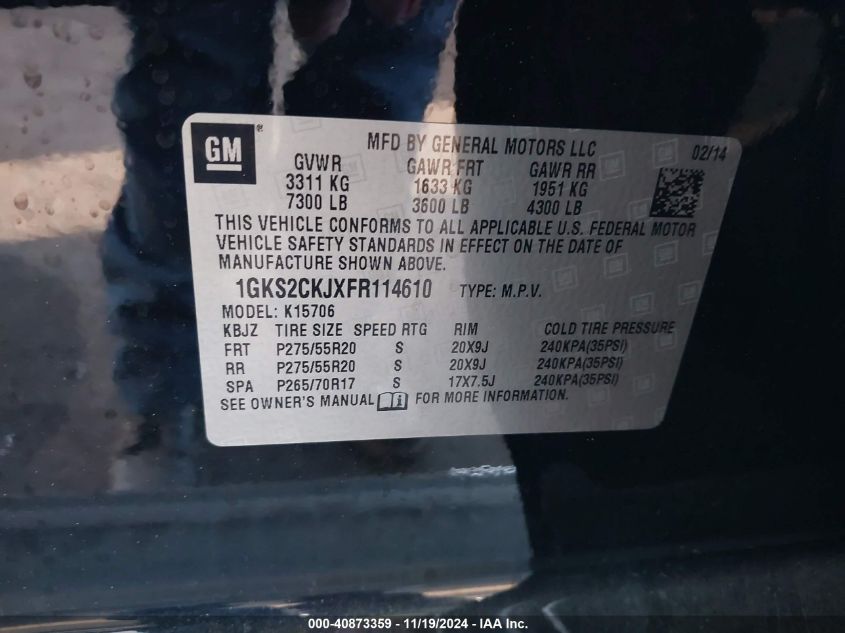 GM®
MFD BY GENERAL MOTORS LLC 02/14
GVWR GAWR FRT GAWR RR
3311 KG 1633 KG 1951 KG
7300 LB 3600 LB 4300 LB
THIS VEHICLE CONFORMS TO ALL APPLICABLE U.S. FEDERAL MOTOR
VEHICLE SAFETY STANDARDS IN EFFECT ON THE DATE OF
MANUFACTURE SHOWN ABOVE.
1GKS2CKJXFR114610 TYPE: M.P.V.
MODEL: K15706
KBJZ TIRE SIZE SPEED RTG RIM COLD TIRE PRESSURE
FRT P275/55R20 S 20X9J 240KPA(35PSI)
RR P275/55R20 S 20X9J 240KPA(35PSI)
SPA P265/70R17 S 17X7.5J 240KPA(35PSI)
SEE OWNER'S MANUAL i FOR MORE INFORMATION.
000-40873359 - 11/19/2024 - IAA Inc.